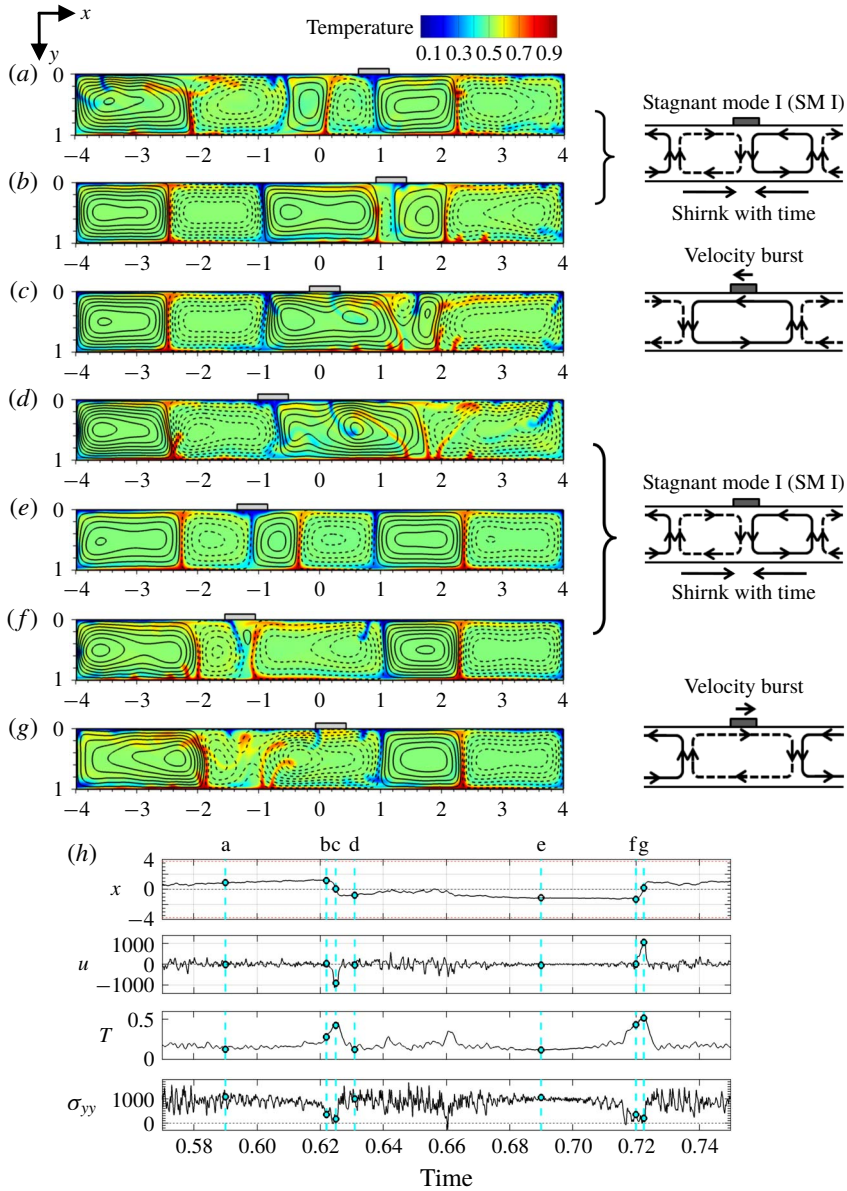 x
y
Temperature
0.1 0.3 0.5 0.7 0.9
(a) 0
1
−4 −3 −2 −1 0 1 2 3 4
Stagnant mode I (SM I)
Shirnk with time
(b) 0
1
−4 −3 −2 −1 0 1 2 3 4
Velocity burst
(c) 0
1
−4 −3 −2 −1 0 1 2 3 4
(d) 0
1
−4 −3 −2 −1 0 1 2 3 4
Stagnant mode I (SM I)
Shirnk with time
(e) 0
1
−4 −3 −2 −1 0 1 2 3 4
(f) 0
1
−4 −3 −2 −1 0 1 2 3 4
Velocity burst
(g) 0
1
−4 −3 −2 −1 0 1 2 3 4
(h) a b c d e f g
x 4
0
−4
u 1000
0
−1000
T 0.5
0
σyy 1000
0
0.58 0.60 0.62 0.64 0.66 0.68 0.70 0.72 0.74
Time